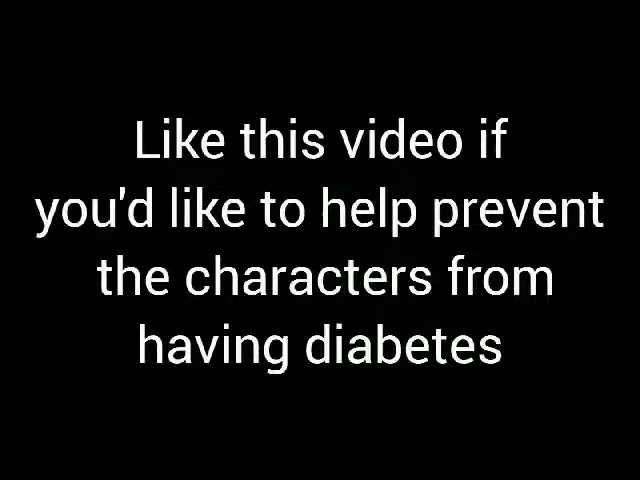 Like this video if
you'd like to help prevent
the characters from
having diabetes